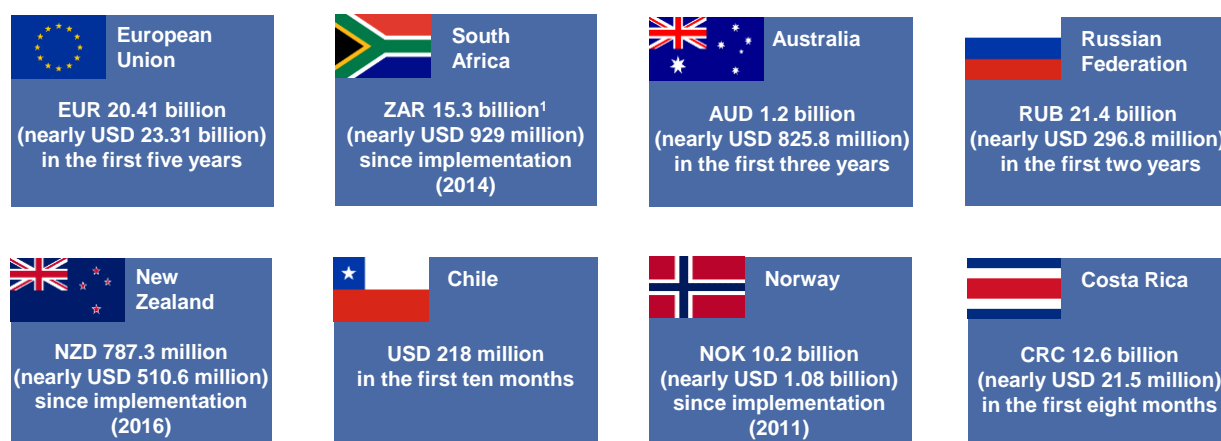 European
Union
EUR 20.41 billion
(nearly USD 23.31 billion)
in the first five years
South
Africa
ZAR 15.3 billion¹
(nearly USD 929 million)
since implementation
(2014)
Australia
AUD 1.2 billion
(nearly USD 825.8 million)
in the first three years
Russian
Federation
RUB 21.4 billion
(nearly USD 296.8 million)
in the first two years
New
Zealand
NZD 787.3 million
(nearly USD 510.6 million)
since implementation
(2016)
Chile
USD 218 million
in the first ten months
Norway
NOK 10.2 billion
(nearly USD 1.08 billion)
since implementation
(2011)
Costa Rica
CRC 12.6 billion
(nearly USD 21.5 million)
in the first eight months